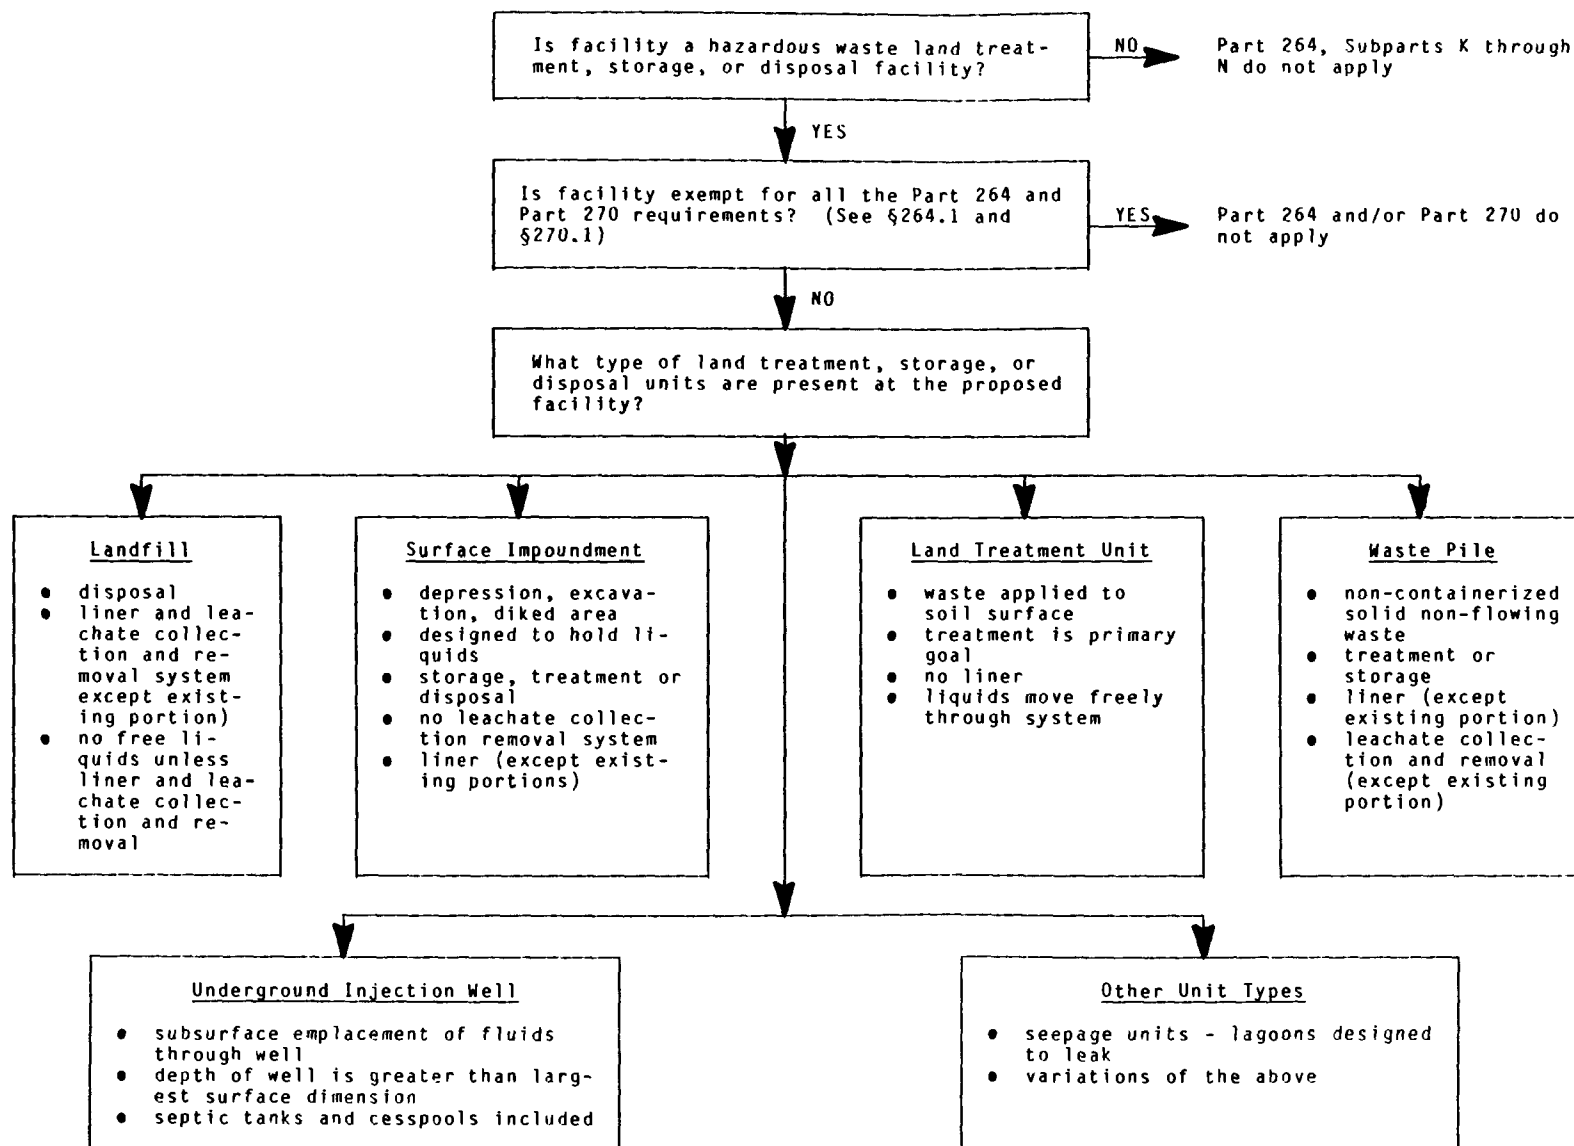 Is facility a hazardous waste land treat-
ment, storage, or disposal facility?
NO
Part 264, Subparts K through
N do not apply
YES
Is facility exempt for all the Part 264 and
Part 270 requirements? (See §264.1 and
§270.1)
YES
Part 264 and/or Part 270 do
not apply
NO
What type of land treatment, storage, or
disposal units are present at the proposed
facility?
Landfill
● disposal
● liner and lea-
chate collec-
tion and re-
moval system
except exist-
ing portion)
● no free li-
quids unless
liner and lea-
chate collec-
tion and re-
moval
Surface Impoundment
● depression, excava-
tion, diked area
● designed to hold li-
quids
● storage, treatment or
disposal
● no leachate collec-
tion removal system
● liner (except exist-
ing portions)
Land Treatment Unit
● waste applied to
soil surface
● treatment is primary
goal
● no liner
● liquids move freely
through system
Waste Pile
● non-containerized
solid non-flowing
waste
● treatment or
storage
● liner (except
existing portion)
● leachate collec-
tion and removal
(except existing
portion)
Underground Injection Well
● subsurface emplacement of fluids
through well
● depth of well is greater than larg-
est surface dimension
● septic tanks and cesspools included
Other Unit Types
● seepage units - lagoons designed
to leak
● variations of the above